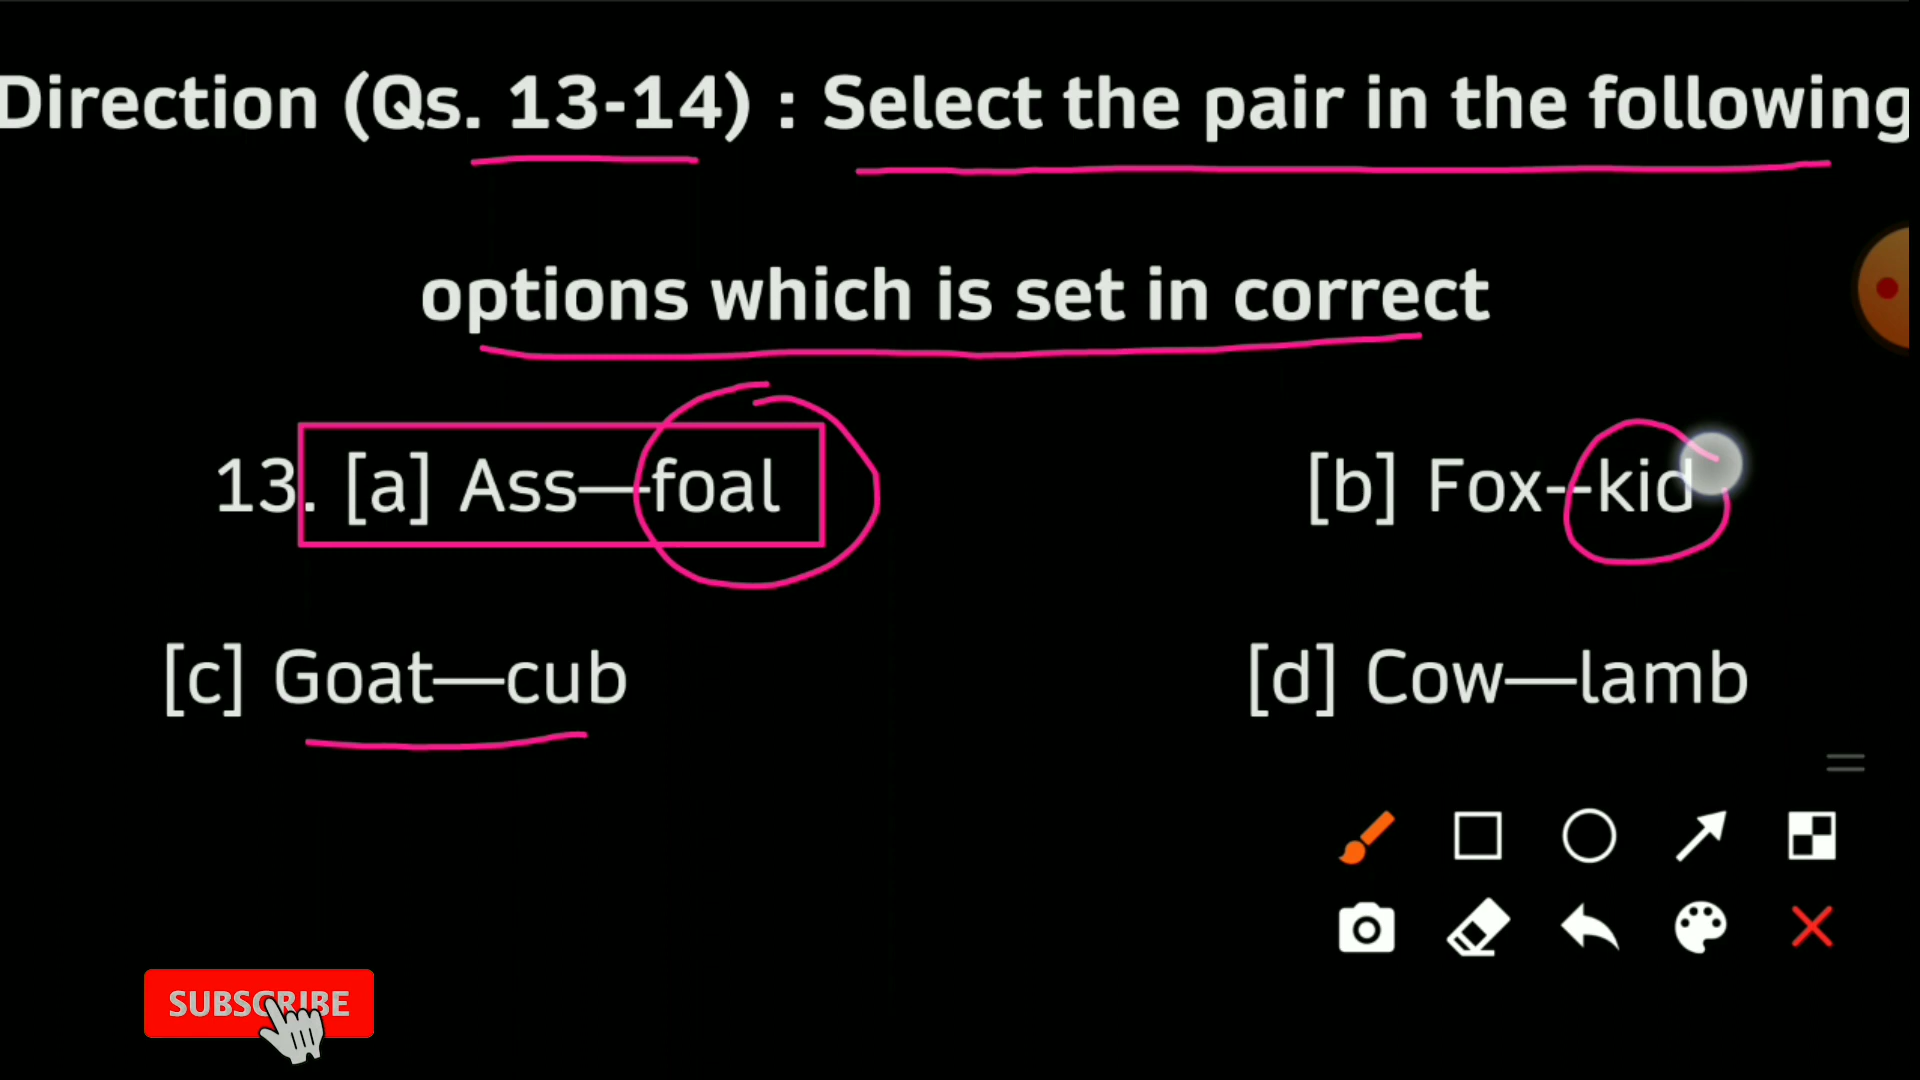 Direction (Qs. 13-14) : Select the pair in the following
options which is set in correct
13. [a] Ass—foal [b] Fox--kid
[c] Goat—cub [d] Cow—lamb
SUBSCRIBE